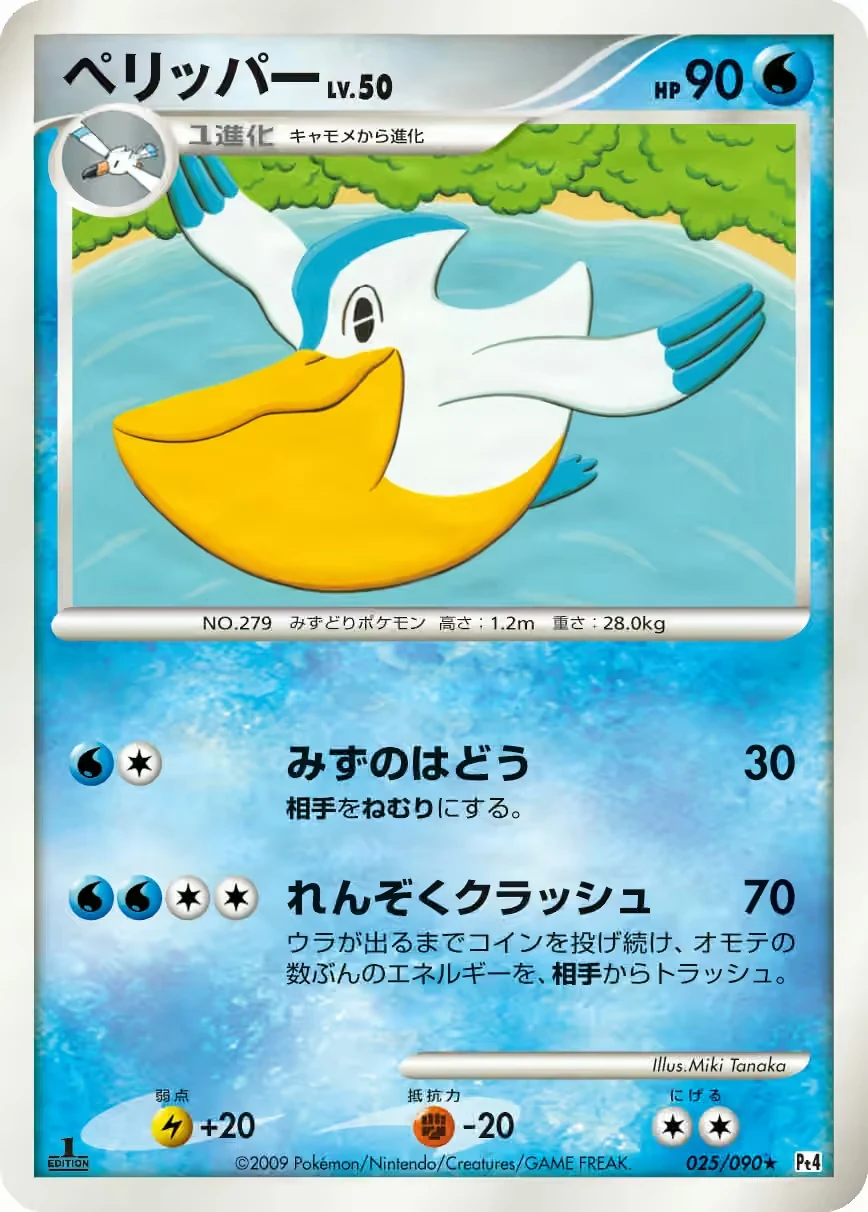 ペリッパー LV.50 HP 90
1進化 キャモメから進化
NO.279 みずどりポケモン 高さ：1.2m 重さ：28.0kg
みずのはどう 30
相手をねむりにする。
れんぞくクラッシュ 70
ウラが出るまでコインを投げ続け、オモテの
数ぶんのエネルギーを、相手からトラッシュ。
Illus.Miki Tanaka
弱点 抵抗力 にげる
+20 -20
1 EDITION
©2009 Pokémon/Nintendo/Creatures/GAME FREAK. 025/090★ Pt4